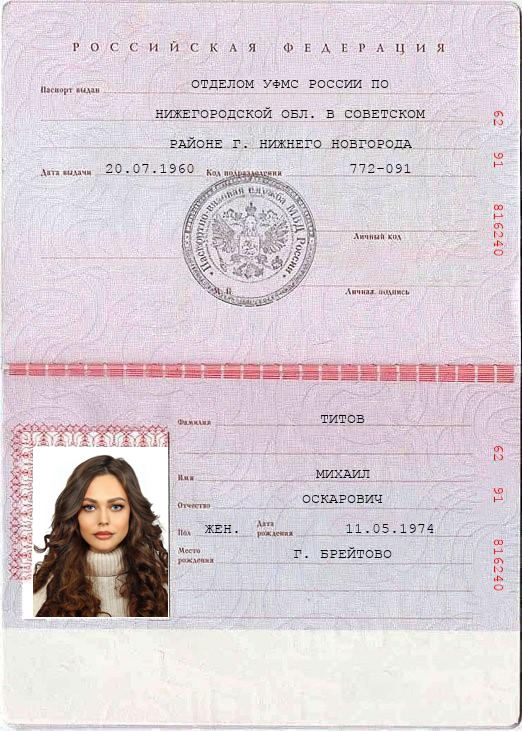 РОССИЙСКАЯ ФЕДЕРАЦИЯ
Паспорт выдан ОТДЕЛОМ УФМС РОССИИ ПО
НИЖЕГОРОДСКОЙ ОБЛ. В СОВЕТСКОМ
РАЙОНЕ Г. НИЖНЕГО НОВГОРОДА
Дата выдачи 20.07.1960 Код подразделения 772-091
Паспортно-визовая служба МВД России
Личный код
М. П. Личная подпись
62 91 816240
Фамилия ТИТОВ
Имя МИХАИЛ
Отчество ОСКАРОВИЧ
Пол ЖЕН. Дата рождения 11.05.1974
Место рождения Г. БРЕЙТОВО
62 91 816240